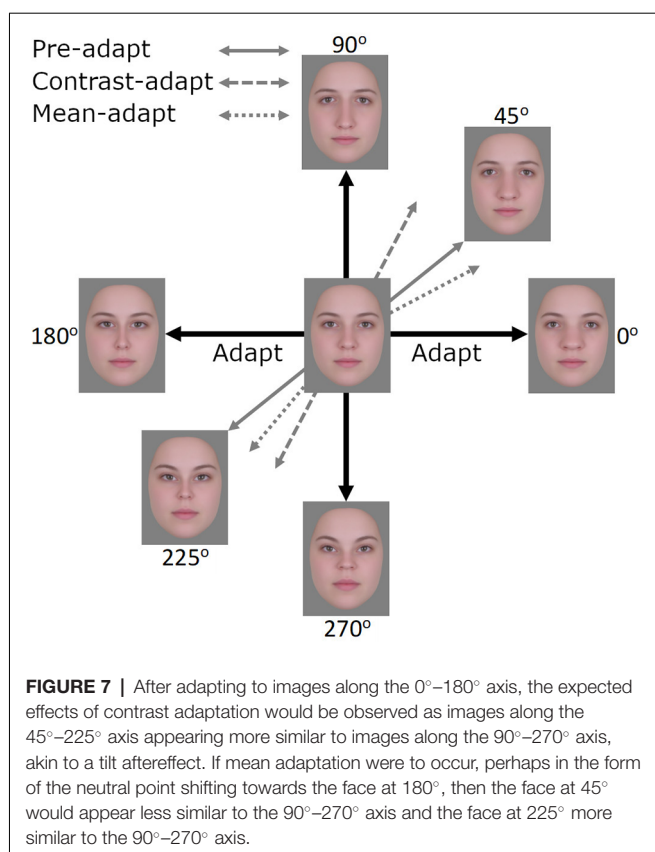 Pre-adapt
Contrast-adapt
Mean-adapt
90°
45°
180°
Adapt
Adapt
0°
225°
270°
FIGURE 7 | After adapting to images along the 0°–180° axis, the expected
effects of contrast adaptation would be observed as images along the
45°–225° axis appearing more similar to images along the 90°–270° axis,
akin to a tilt aftereffect. If mean adaptation were to occur, perhaps in the form
of the neutral point shifting towards the face at 180°, then the face at 45°
would appear less similar to the 90°–270° axis and the face at 225° more
similar to the 90°–270° axis.